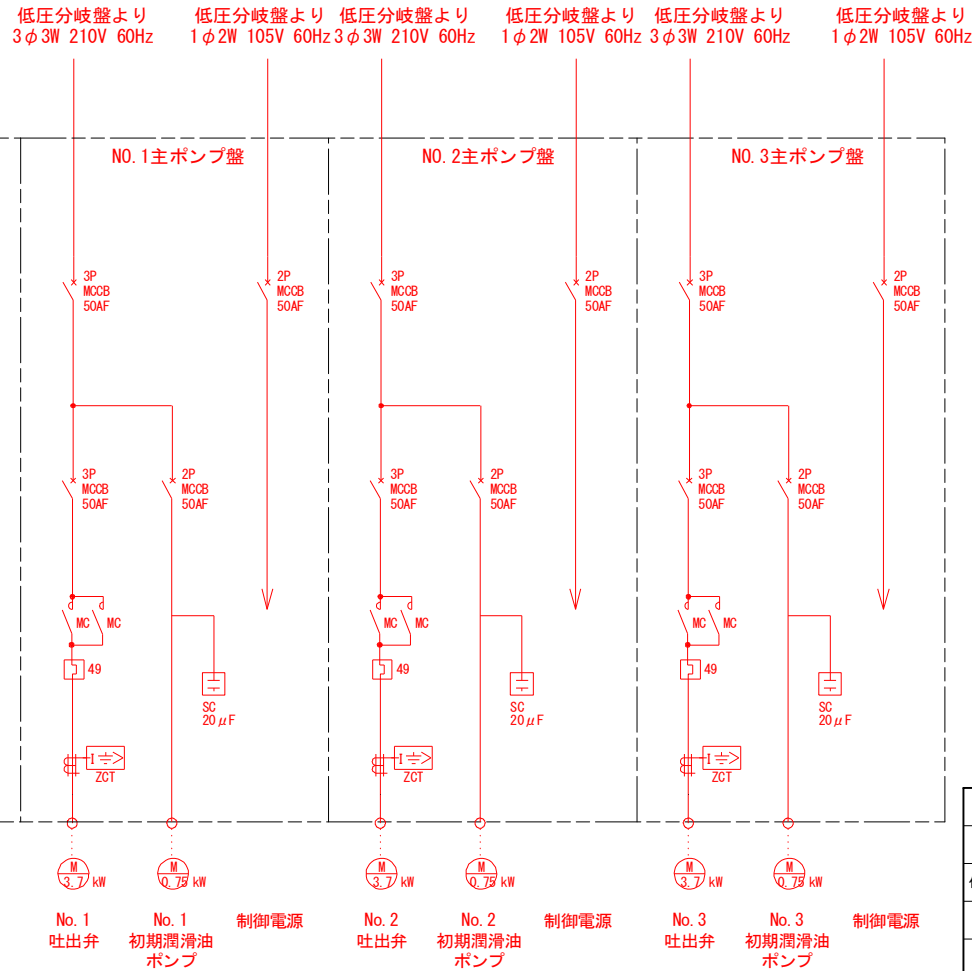 低圧分岐盤より
3φ3W 210V 60Hz
低圧分岐盤より
1φ2W 105V 60Hz
低圧分岐盤より
3φ3W 210V 60Hz
低圧分岐盤より
1φ2W 105V 60Hz
低圧分岐盤より
3φ3W 210V 60Hz
低圧分岐盤より
1φ2W 105V 60Hz
NO.1主ポンプ盤
NO.2主ポンプ盤
NO.3主ポンプ盤
3P
MCCB
50AF
2P
MCCB
50AF
3P
MCCB
50AF
2P
MCCB
50AF
3P
MCCB
50AF
2P
MCCB
50AF
3P
MCCB
50AF
2P
MCCB
50AF
3P
MCCB
50AF
2P
MCCB
50AF
3P
MCCB
50AF
2P
MCCB
50AF
MC
MC
MC
MC
MC
MC
49
49
49
SC
20μF
SC
20μF
SC
20μF
I
ZCT
I
ZCT
I
ZCT
M
3.7 kW
M
0.75 kW
M
3.7 kW
M
0.75 kW
M
3.7 kW
M
0.75 kW
No.1
吐出弁
No.1
初期潤滑油
ポンプ
制御電源
No.2
吐出弁
No.2
初期潤滑油
ポンプ
制御電源
No.3
吐出弁
No.3
初期潤滑油
ポンプ
制御電源